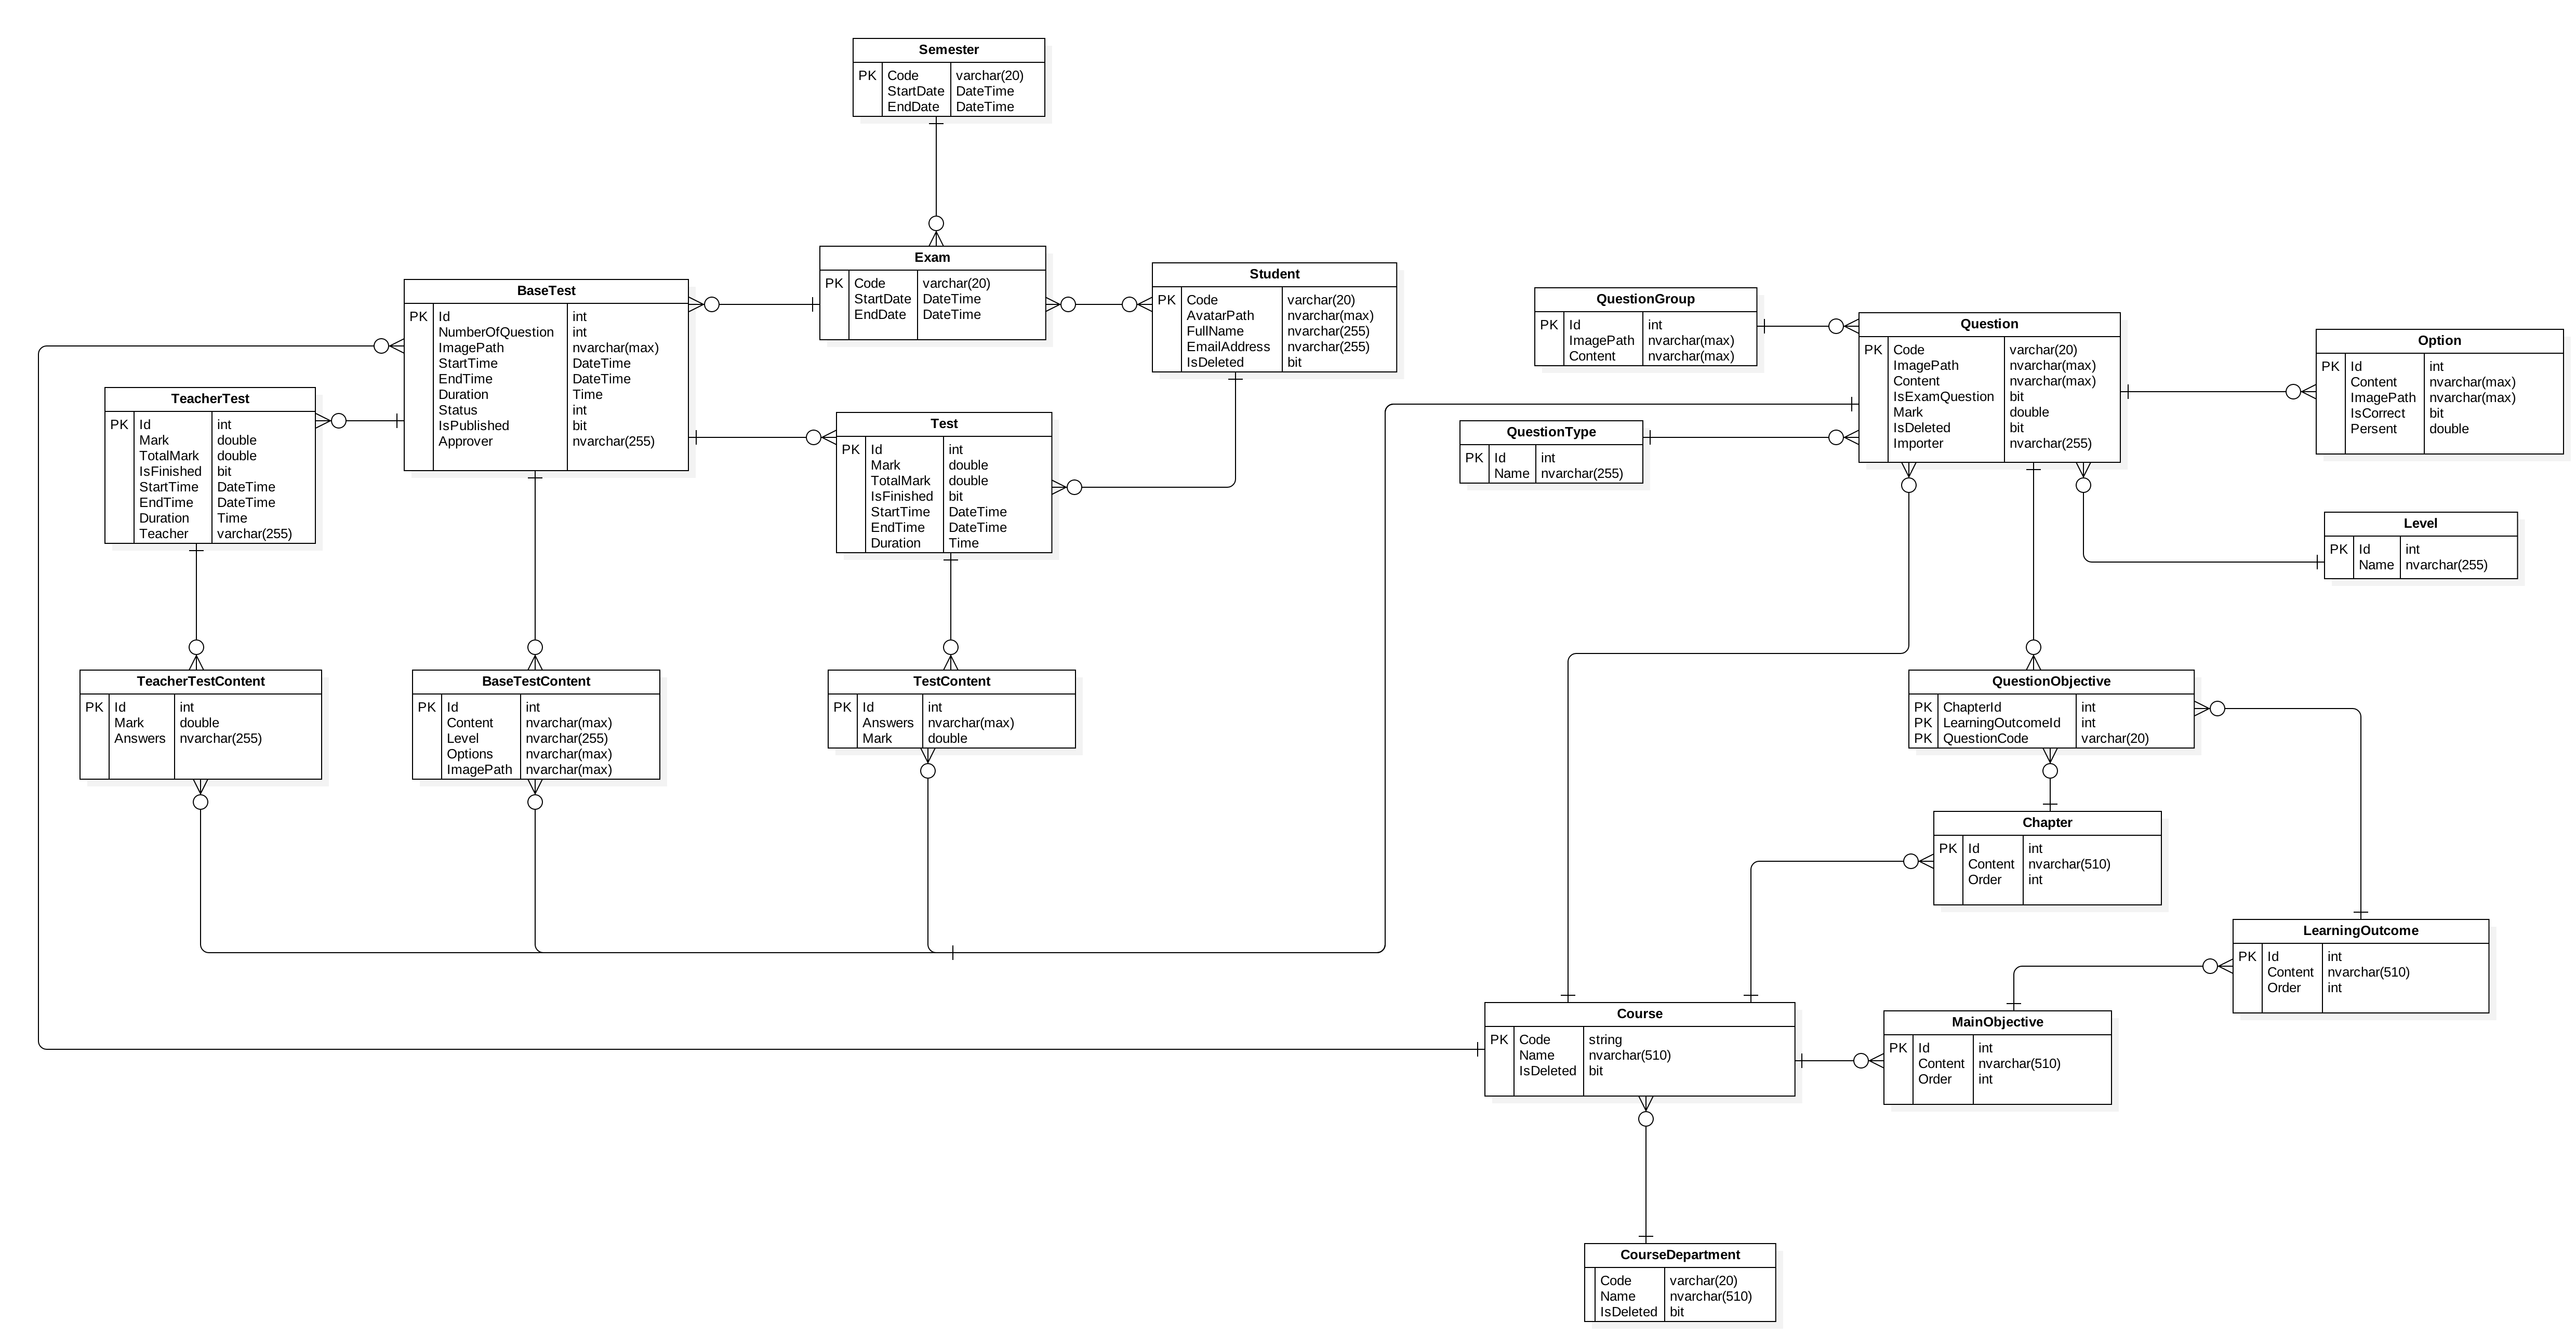 Semester
PK Code varchar(20)
StartDate DateTime
EndDate DateTime
Exam
PK Code varchar(20)
StartDate DateTime
EndDate DateTime
Student
PK Code varchar(20)
AvatarPath nvarchar(max)
FullName nvarchar(255)
EmailAddress nvarchar(255)
IsDeleted bit
BaseTest
PK Id int
NumberOfQuestion int
ImagePath nvarchar(max)
StartTime DateTime
EndTime DateTime
Duration Time
Status int
IsPublished bit
Approver nvarchar(255)
QuestionGroup
PK Id int
ImagePath nvarchar(max)
Content nvarchar(max)
Question
PK Code varchar(20)
ImagePath nvarchar(max)
Content nvarchar(max)
IsExamQuestion bit
Mark double
IsDeleted bit
Importer nvarchar(255)
Option
PK Id int
Content nvarchar(max)
ImagePath nvarchar(max)
IsCorrect bit
Persent double
TeacherTest
PK Id int
Mark double
TotalMark double
IsFinished bit
StartTime DateTime
EndTime DateTime
Duration Time
Teacher varchar(255)
Test
PK Id int
Mark double
TotalMark double
IsFinished bit
StartTime DateTime
EndTime DateTime
Duration Time
QuestionType
PK Id int
Name nvarchar(255)
Level
PK Id int
Name nvarchar(255)
TeacherTestContent
PK Id int
Mark double
Answers nvarchar(255)
BaseTestContent
PK Id int
Content nvarchar(max)
Level nvarchar(255)
Options nvarchar(max)
ImagePath nvarchar(max)
TestContent
PK Id int
Answers nvarchar(max)
Mark double
QuestionObjective
PK ChapterId int
PK LearningOutcomeId int
PK QuestionCode varchar(20)
Chapter
PK Id int
Content nvarchar(510)
Order int
LearningOutcome
PK Id int
Content nvarchar(510)
Order int
Course
PK Code string
Name nvarchar(510)
IsDeleted bit
MainObjective
PK Id int
Content nvarchar(510)
Order int
CourseDepartment
Code varchar(20)
Name nvarchar(510)
IsDeleted bit